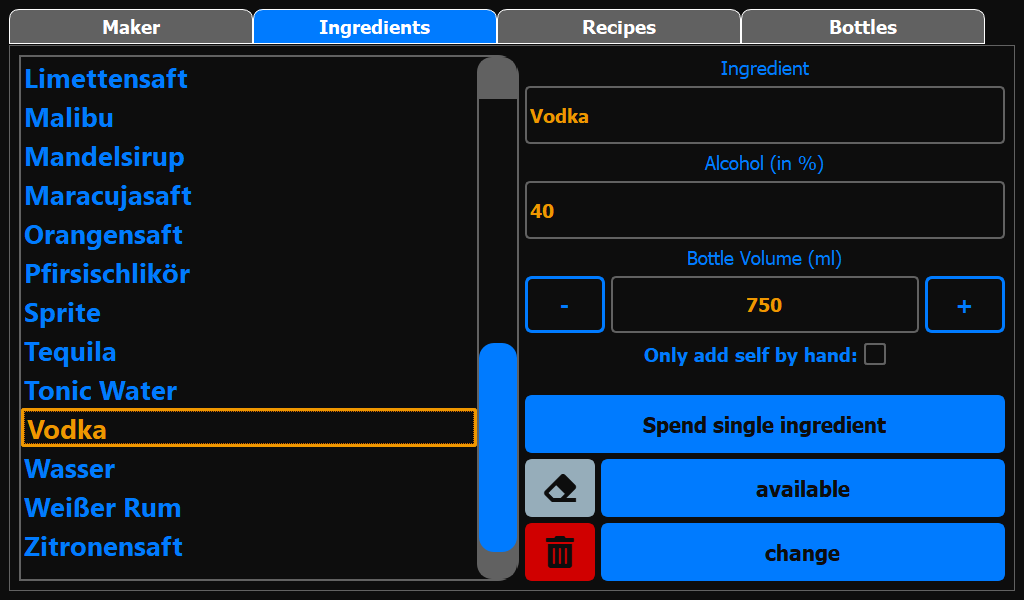 Maker
Ingredients
Recipes
Bottles
Limettensaft
Malibu
Mandelsirup
Maracujasaft
Orangensaft
Pfirsischlikör
Sprite
Tequila
Tonic Water
Vodka
Wasser
Weißer Rum
Zitronensaft
Ingredient
Vodka
Alcohol (in %)
40
Bottle Volume (ml)
- 750 +
Only add self by hand:
Spend single ingredient
available
change